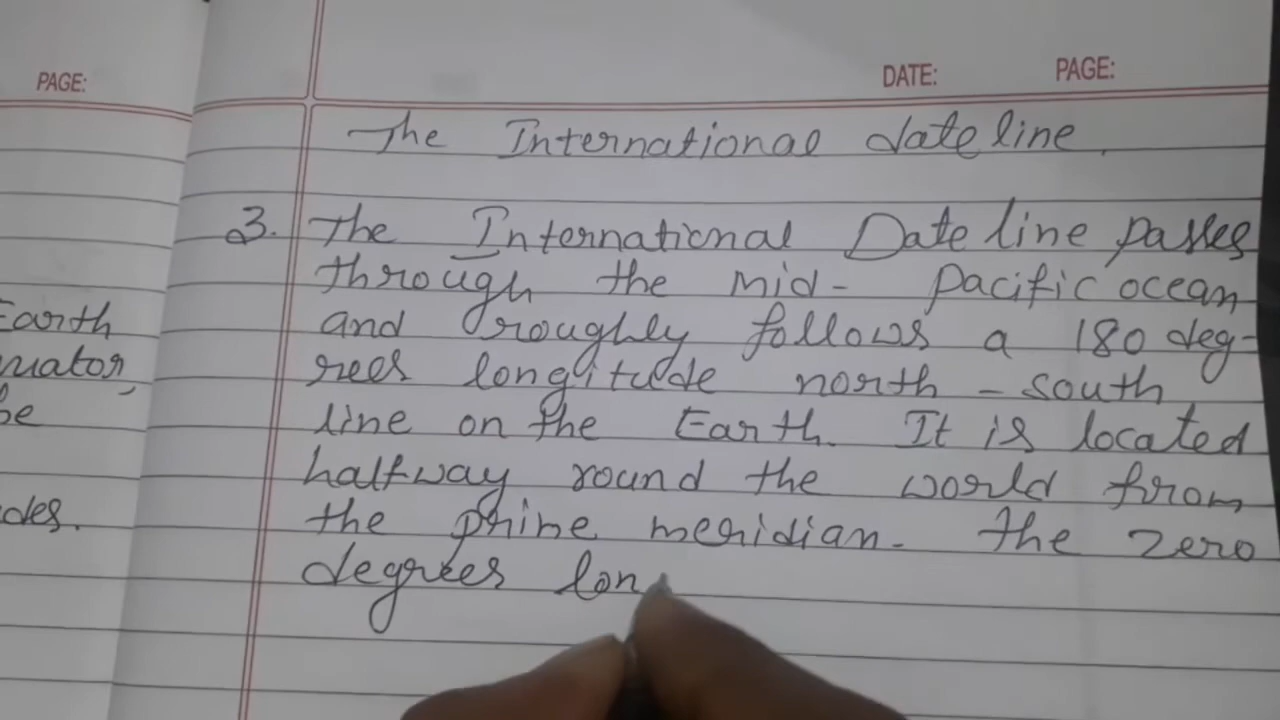 PAGE:
DATE: PAGE:
The International date line.
3. The International Date line passes
through the mid- pacific ocean
and roughly follows a 180 deg-
rees longitude north - south
line on the Earth. It is located
halfway round the world from
the prime meridian. The zero
degrees lon
Earth
be